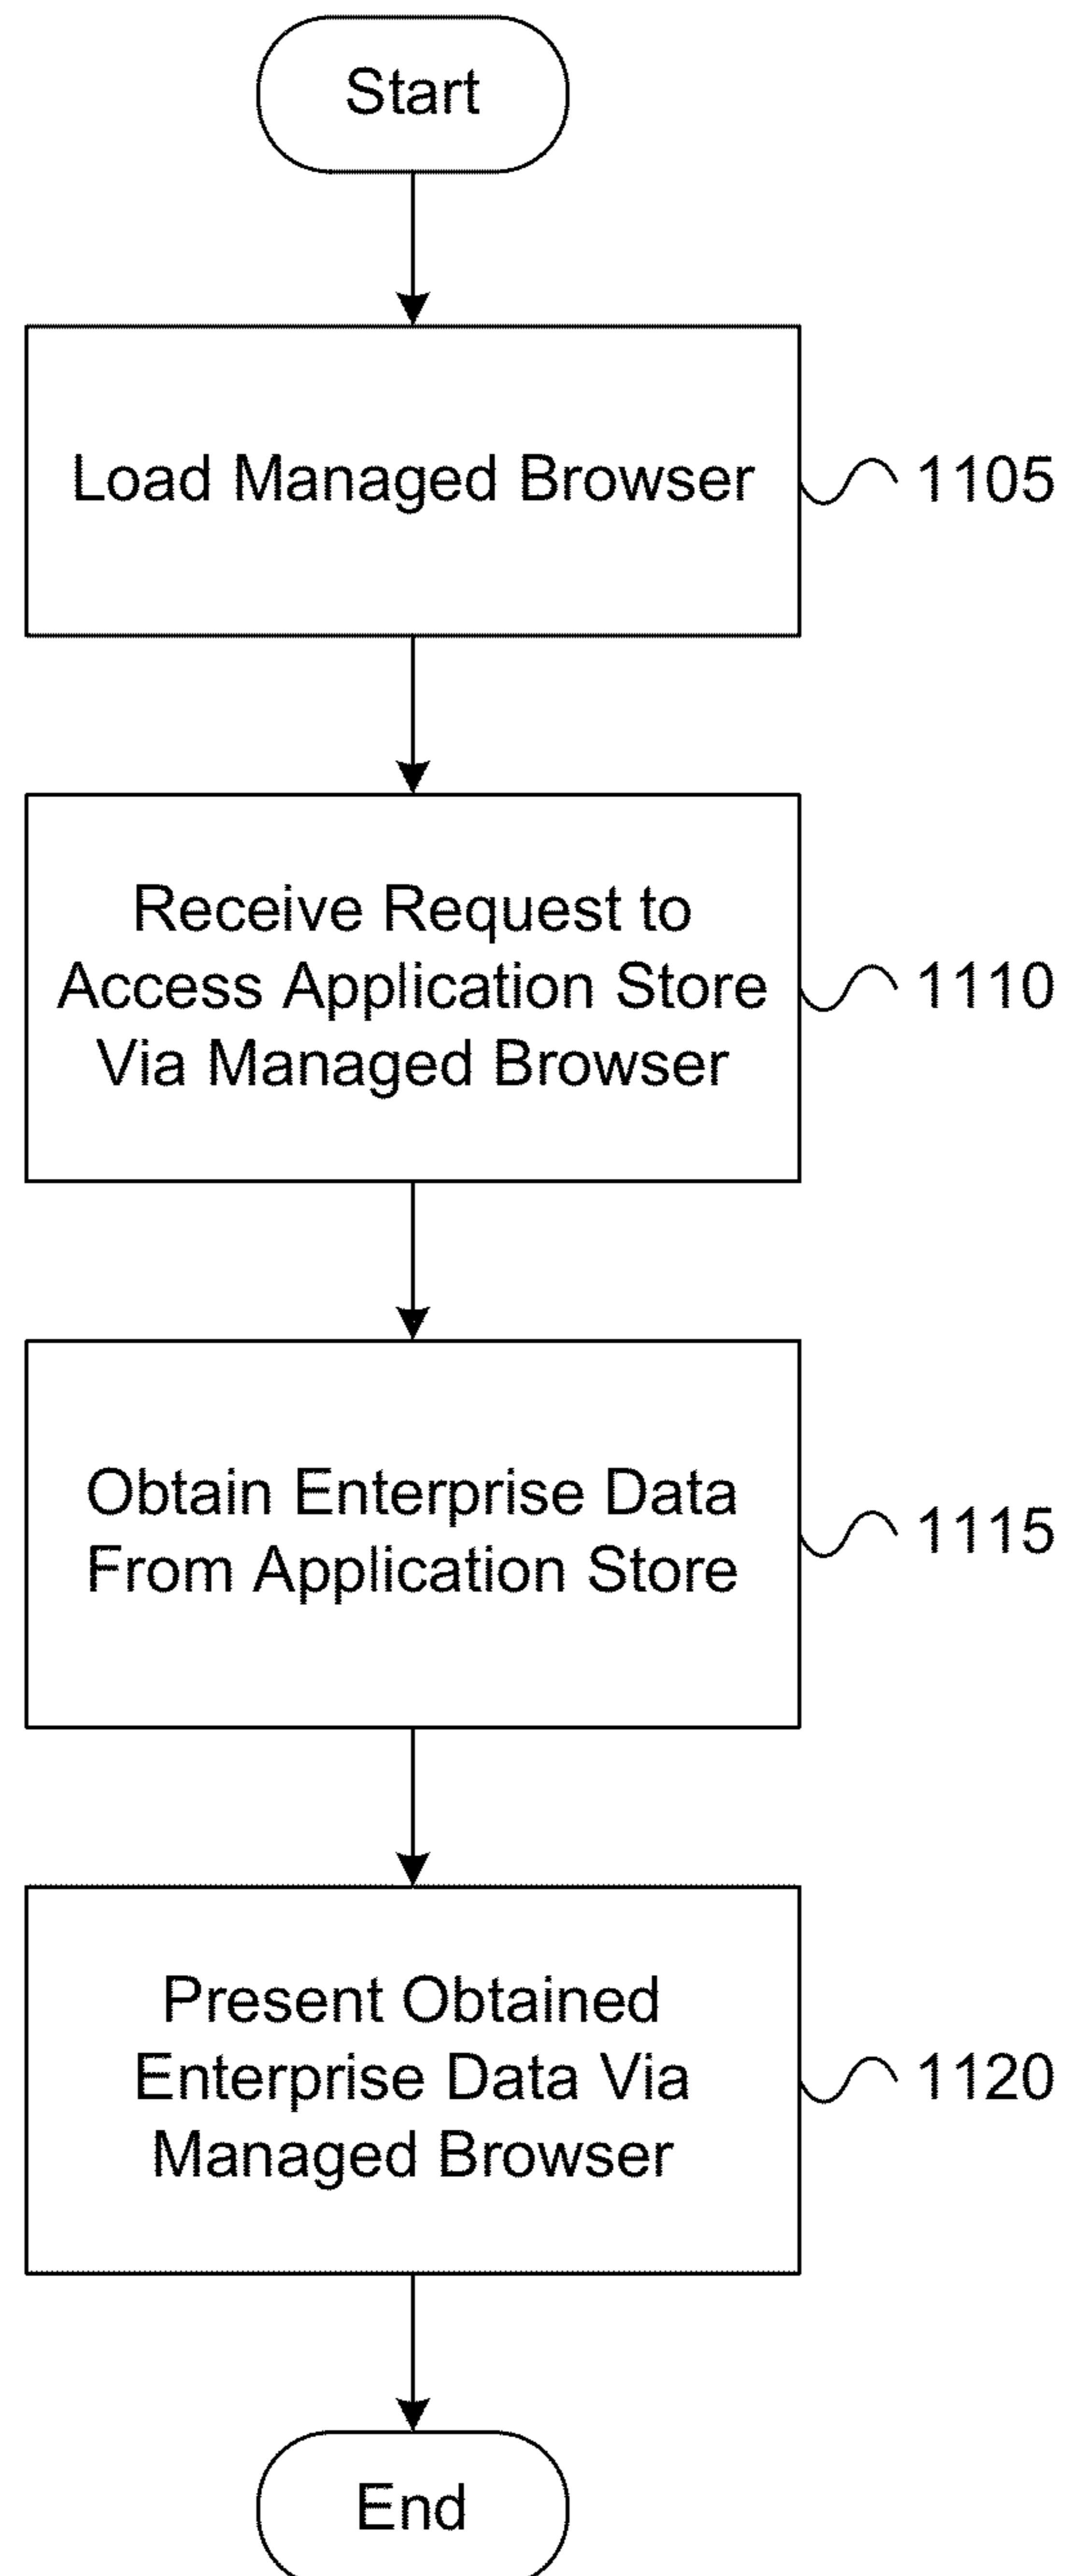 Start
Load Managed Browser
1105
Receive Request to
Access Application Store
Via Managed Browser
1110
Obtain Enterprise Data
From Application Store
1115
Present Obtained
Enterprise Data Via
Managed Browser
1120
End